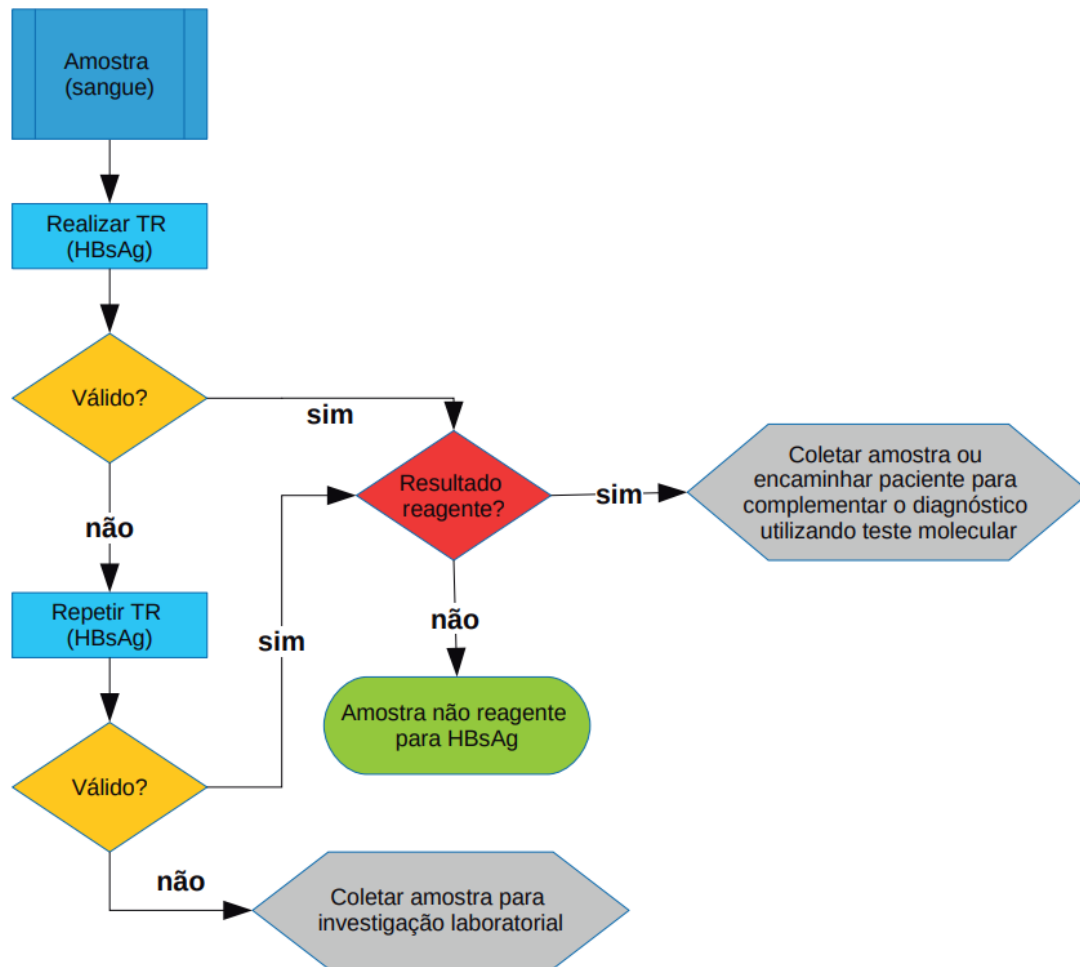 Amostra
(sangue)
Realizar TR
(HBsAg)
Válido?
sim
Resultado
reagente?
sim
Coletar amostra ou
encaminhar paciente para
complementar o diagnóstico
utilizando teste molecular
não
Repetir TR
(HBsAg)
sim
não
Amostra não reagente
para HBsAg
Válido?
não
Coletar amostra para
investigação laboratorial